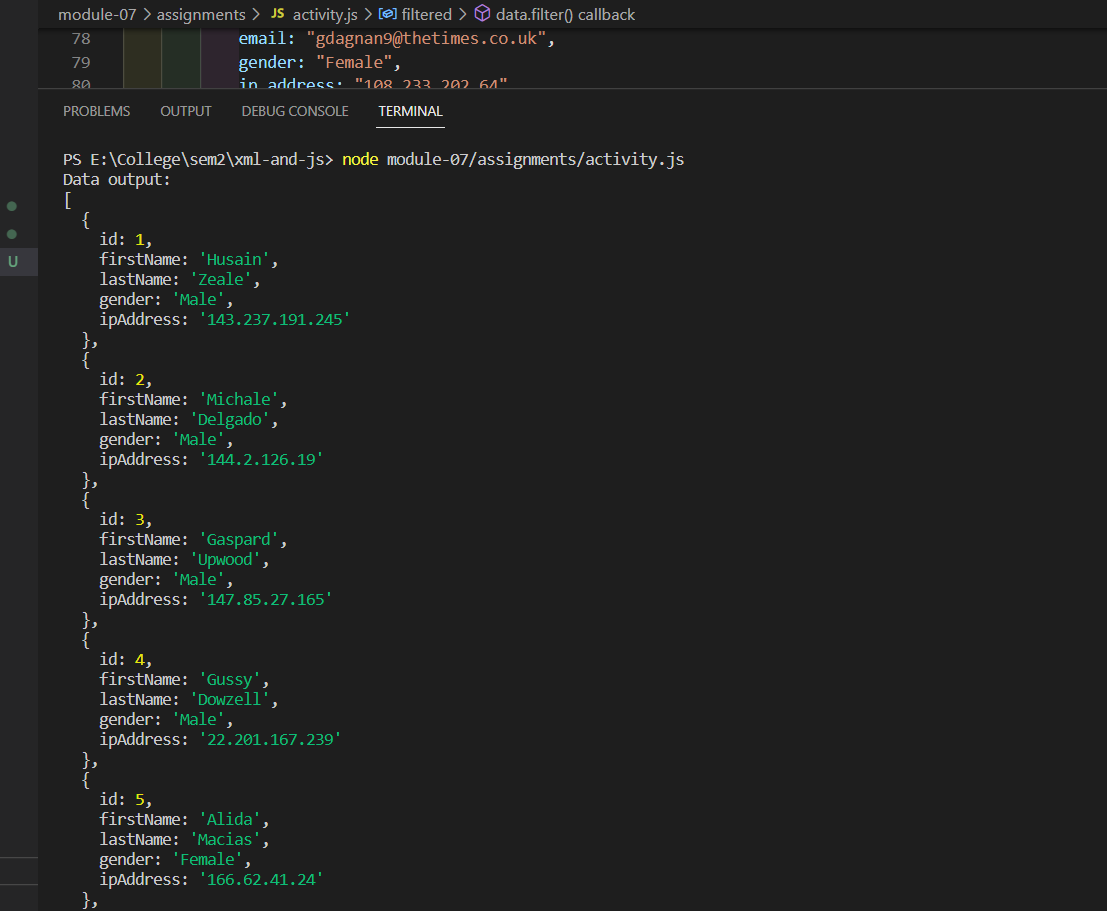 module-07 > assignments > JS activity.js > filtered > data.filter() callback
78 email: "gdagnan9@thetimes.co.uk",
79 gender: "Female",
80 ip_address: "108.233.202.64"
PROBLEMS OUTPUT DEBUG CONSOLE TERMINAL
PS E:\College\sem2\xml-and-js> node module-07/assignments/activity.js
Data output:
[
{
id: 1,
firstName: 'Husain',
lastName: 'Zeale',
gender: 'Male',
ipAddress: '143.237.191.245'
},
{
id: 2,
firstName: 'Michale',
lastName: 'Delgado',
gender: 'Male',
ipAddress: '144.2.126.19'
},
{
id: 3,
firstName: 'Gaspard',
lastName: 'Upwood',
gender: 'Male',
ipAddress: '147.85.27.165'
},
{
id: 4,
firstName: 'Gussy',
lastName: 'Dowzell',
gender: 'Male',
ipAddress: '22.201.167.239'
},
{
id: 5,
firstName: 'Alida',
lastName: 'Macias',
gender: 'Female',
ipAddress: '166.62.41.24'
},
U